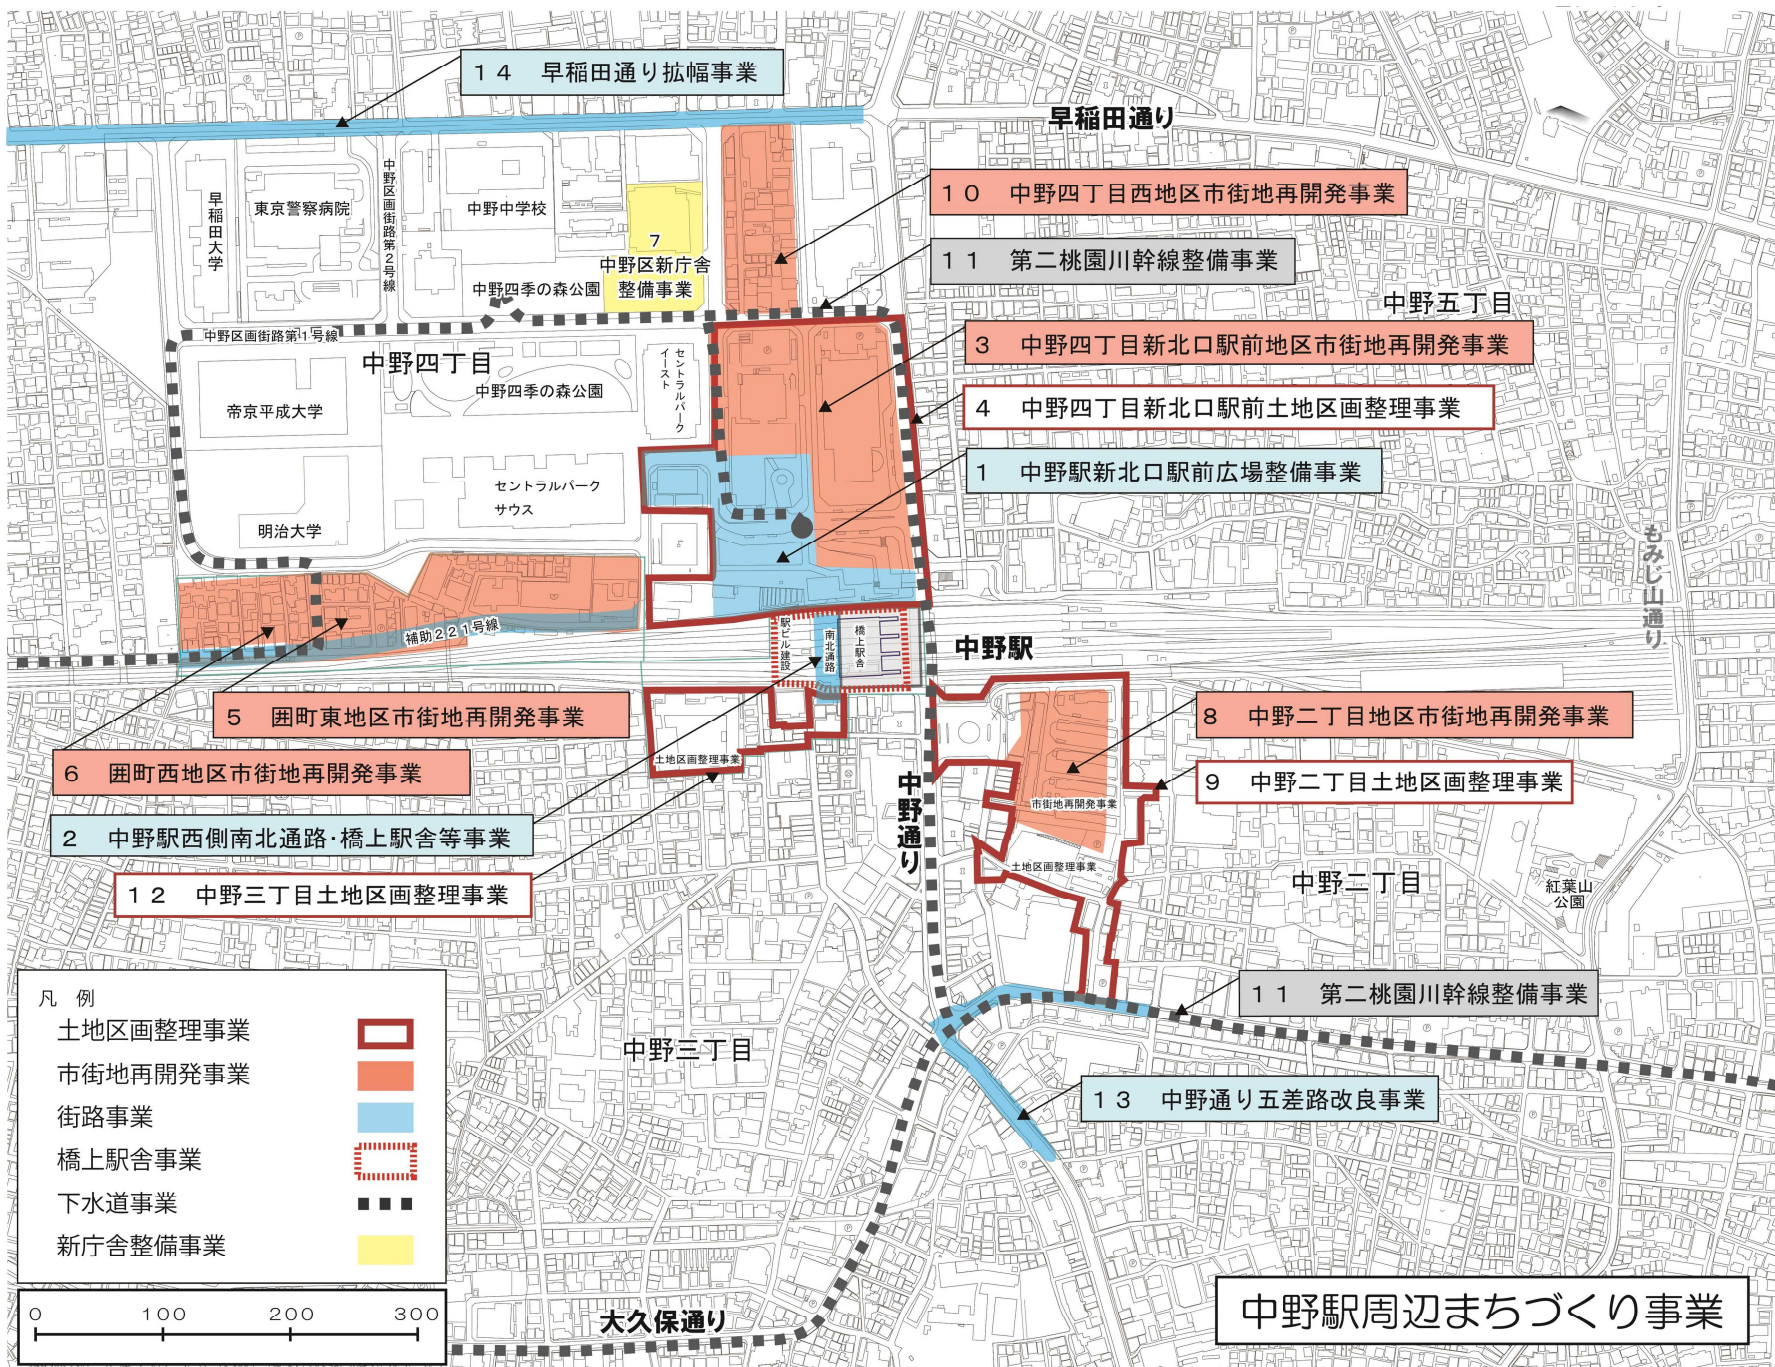 14 早稲田通り拡幅事業
早稲田通り
10 中野四丁目西地区市街地再開発事業
11 第二桃園川幹線整備事業
中野五丁目
3 中野四丁目新北口駅前地区市街地再開発事業
4 中野四丁目新北口駅前土地区画整理事業
1 中野駅新北口駅前広場整備事業
早稲田大学
東京警察病院
中野区画街路第2号線
中野中学校
7
中野区新庁舎
整備事業
中野四季の森公園
中野区画街路第1号線
中野四丁目
中野四季の森公園
セントラルパーク
イースト
帝京平成大学
セントラルパーク
サウス
明治大学
もみじ山通り
補助221号線
駅ビル建設
南北通路
橋上駅舎
中野駅
5 囲町東地区市街地再開発事業
6 囲町西地区市街地再開発事業
2 中野駅西側南北通路・橋上駅舎等事業
12 中野三丁目土地区画整理事業
土地区画整理事業
中野通り
8 中野二丁目地区市街地再開発事業
9 中野二丁目土地区画整理事業
市街地再開発事業
土地区画整理事業
中野二丁目
紅葉山
公園
11 第二桃園川幹線整備事業
中野三丁目
13 中野通り五差路改良事業
大久保通り
凡 例
土地区画整理事業
市街地再開発事業
街路事業
橋上駅舎事業
下水道事業
新庁舎整備事業
0 100 200 300
中野駅周辺まちづくり事業